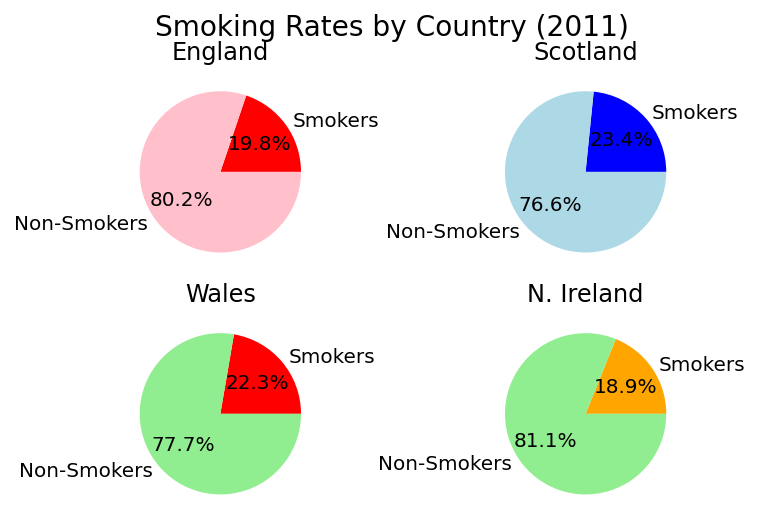 Smoking Rates by Country (2011)
England
Smokers
19.8%
80.2%
Non-Smokers
Scotland
Smokers
23.4%
76.6%
Non-Smokers
Wales
Smokers
22.3%
77.7%
Non-Smokers
N. Ireland
Smokers
18.9%
81.1%
Non-Smokers